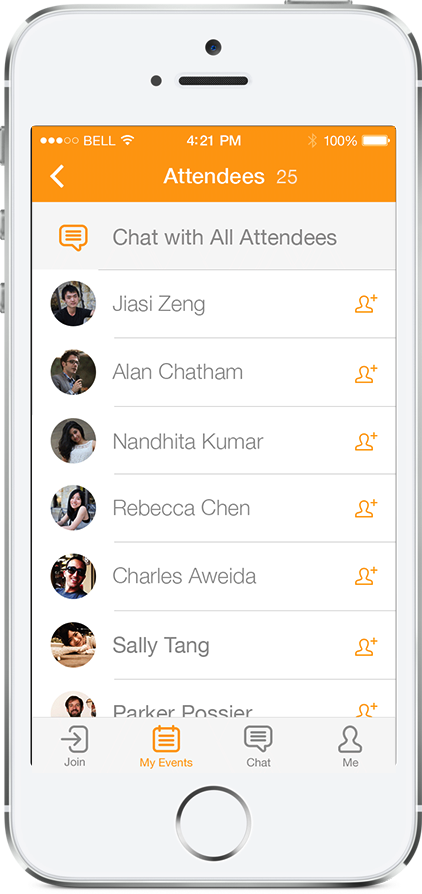 BELL 4:21 PM 100%
Attendees 25
Chat with All Attendees
Jiasi Zeng
Alan Chatham
Nandhita Kumar
Rebecca Chen
Charles Aweida
Sally Tang
Parker Possier
Join My Events Chat Me